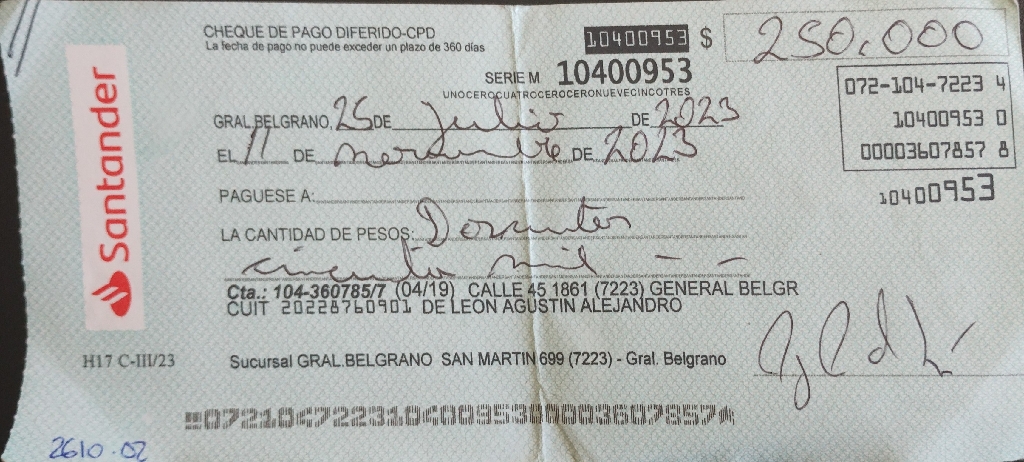 CHEQUE DE PAGO DIFERIDO-CPD
La fecha de pago no puede exceder un plazo de 360 días
10400953 $ 250.000
SERIE M 10400953
UNOCEROCUATROCEROCERONUEVECINCOTRES
072-104-7223 4
10400953 0
00003607857 8
10400953
Santander
GRAL.BELGRANO, 25 DE Julio DE 2023
EL 11 DE noviembre DE 2023
PAGUESE A:
LA CANTIDAD DE PESOS: Doscientos
cincuenta mil - -
Cta.: 104-360785/7 (04/19) CALLE 45 1861 (7223) GENERAL BELGR
CUIT 20228760901 DE LEON AGUSTIN ALEJANDRO
H17 C-III/23
Sucursal GRAL.BELGRANO SAN MARTIN 699 (7223) - Gral. Belgrano
07210472231040095300003607857
2610.02